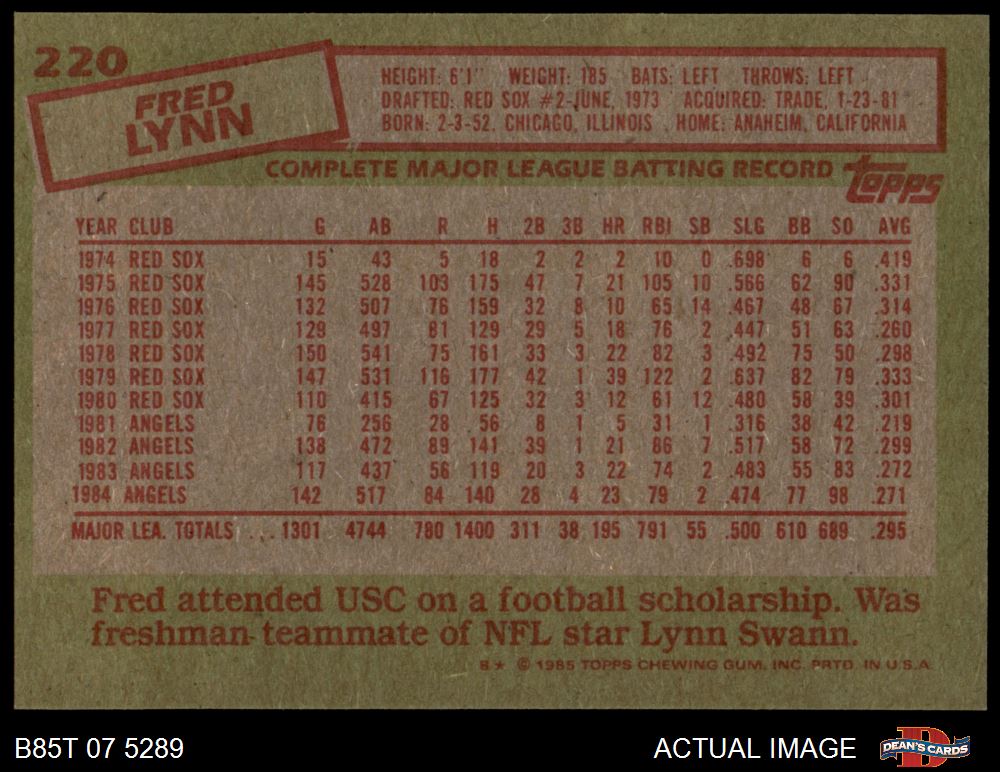 220
FRED
LYNN
HEIGHT: 6'1" WEIGHT: 185 BATS: LEFT THROWS: LEFT
DRAFTED: RED SOX #2-JUNE, 1973 ACQUIRED: TRADE, 1-23-81
BORN: 2-3-52, CHICAGO, ILLINOIS HOME: ANAHEIM, CALIFORNIA
COMPLETE MAJOR LEAGUE BATTING RECORD topps
YEAR CLUB G AB R H 2B 3B HR RBI SB SLG BB SO AVG
1974 RED SOX 15 43 5 18 2 2 2 10 0 .698 6 6 .419
1975 RED SOX 145 528 103 175 47 7 21 105 10 .566 62 90 .331
1976 RED SOX 132 507 76 159 32 8 10 65 14 .467 48 67 .314
1977 RED SOX 129 497 81 129 29 5 18 76 2 .447 51 63 .260
1978 RED SOX 150 541 75 161 33 3 22 82 3 .492 75 50 .298
1979 RED SOX 147 531 116 177 42 1 39 122 2 .637 82 79 .333
1980 RED SOX 110 415 67 125 32 3 12 61 12 .480 58 39 .301
1981 ANGELS 76 256 28 56 8 1 5 31 1 .316 38 42 .219
1982 ANGELS 138 472 89 141 39 1 21 86 7 .517 58 72 .299
1983 ANGELS 117 437 56 119 20 3 22 74 2 .483 55 83 .272
1984 ANGELS 142 517 84 140 28 4 23 79 2 .474 77 98 .271
MAJOR LEA. TOTALS ... 1301 4744 780 1400 311 38 195 791 55 .500 610 689 .295
Fred attended USC on a football scholarship. Was
freshman teammate of NFL star Lynn Swann.
B★ © 1985 TOPPS CHEWING GUM, INC. PRTD. IN U.S.A.
B85T 07 5289 ACTUAL IMAGE D DEAN'S CARDS